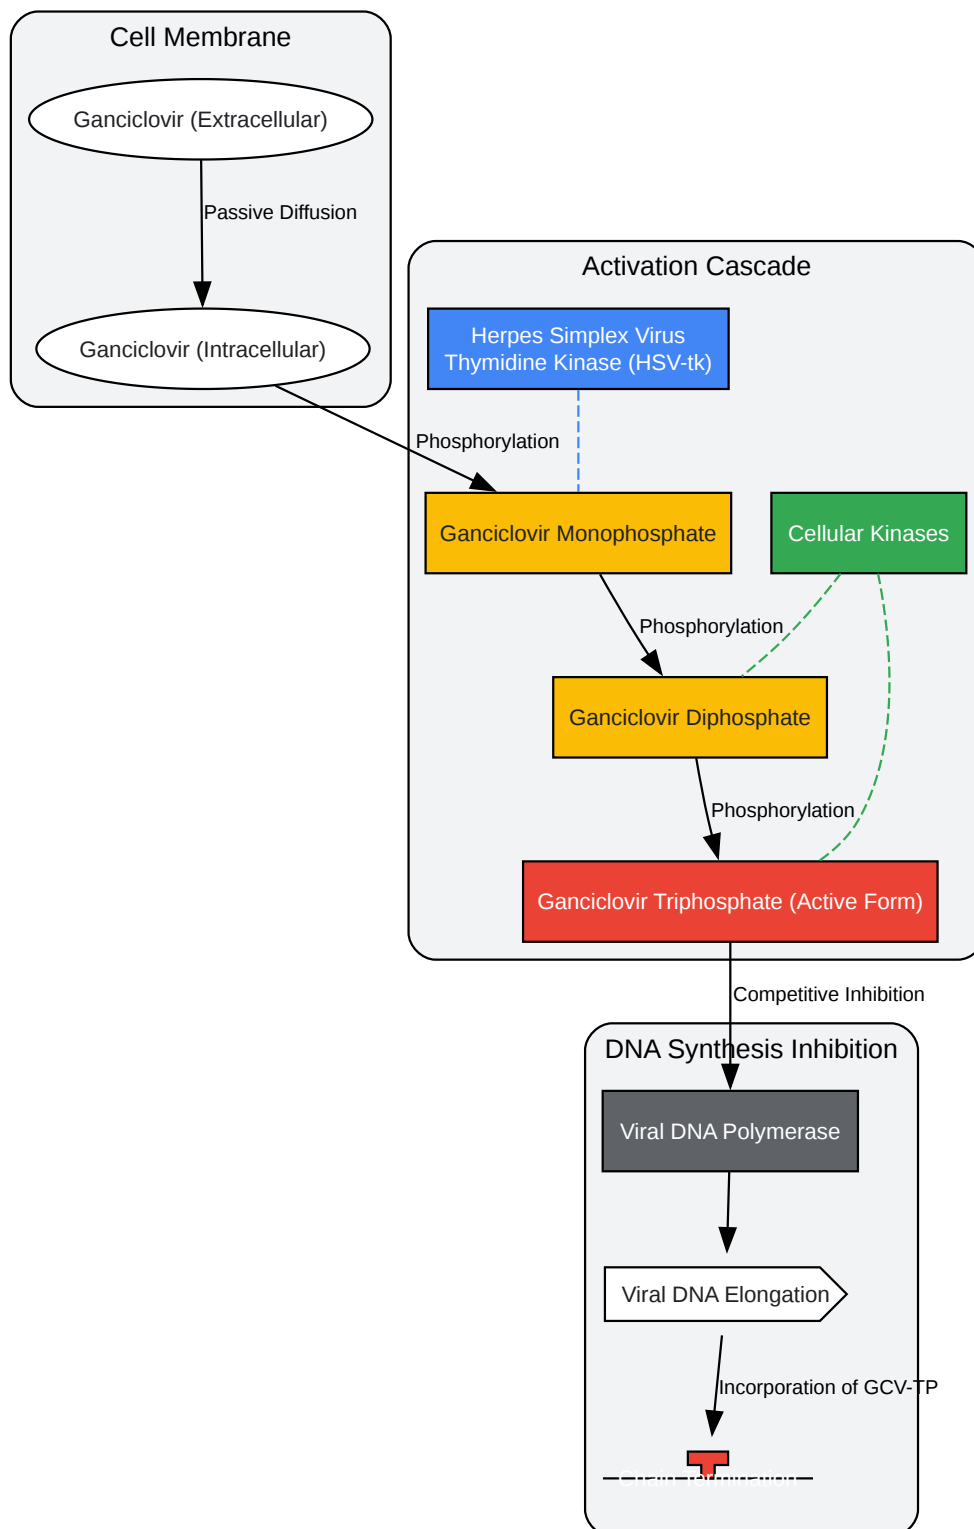 Cell Membrane
Ganciclovir (Extracellular)
Passive Diffusion
Ganciclovir (Intracellular)
Activation Cascade
Herpes Simplex Virus
Thymidine Kinase (HSV-tk)
Phosphorylation
Ganciclovir Monophosphate
Cellular Kinases
Phosphorylation
Ganciclovir Diphosphate
Phosphorylation
Ganciclovir Triphosphate (Active Form)
Competitive Inhibition
DNA Synthesis Inhibition
Viral DNA Polymerase
Viral DNA Elongation
Incorporation of GCV-TP
Chain Termination